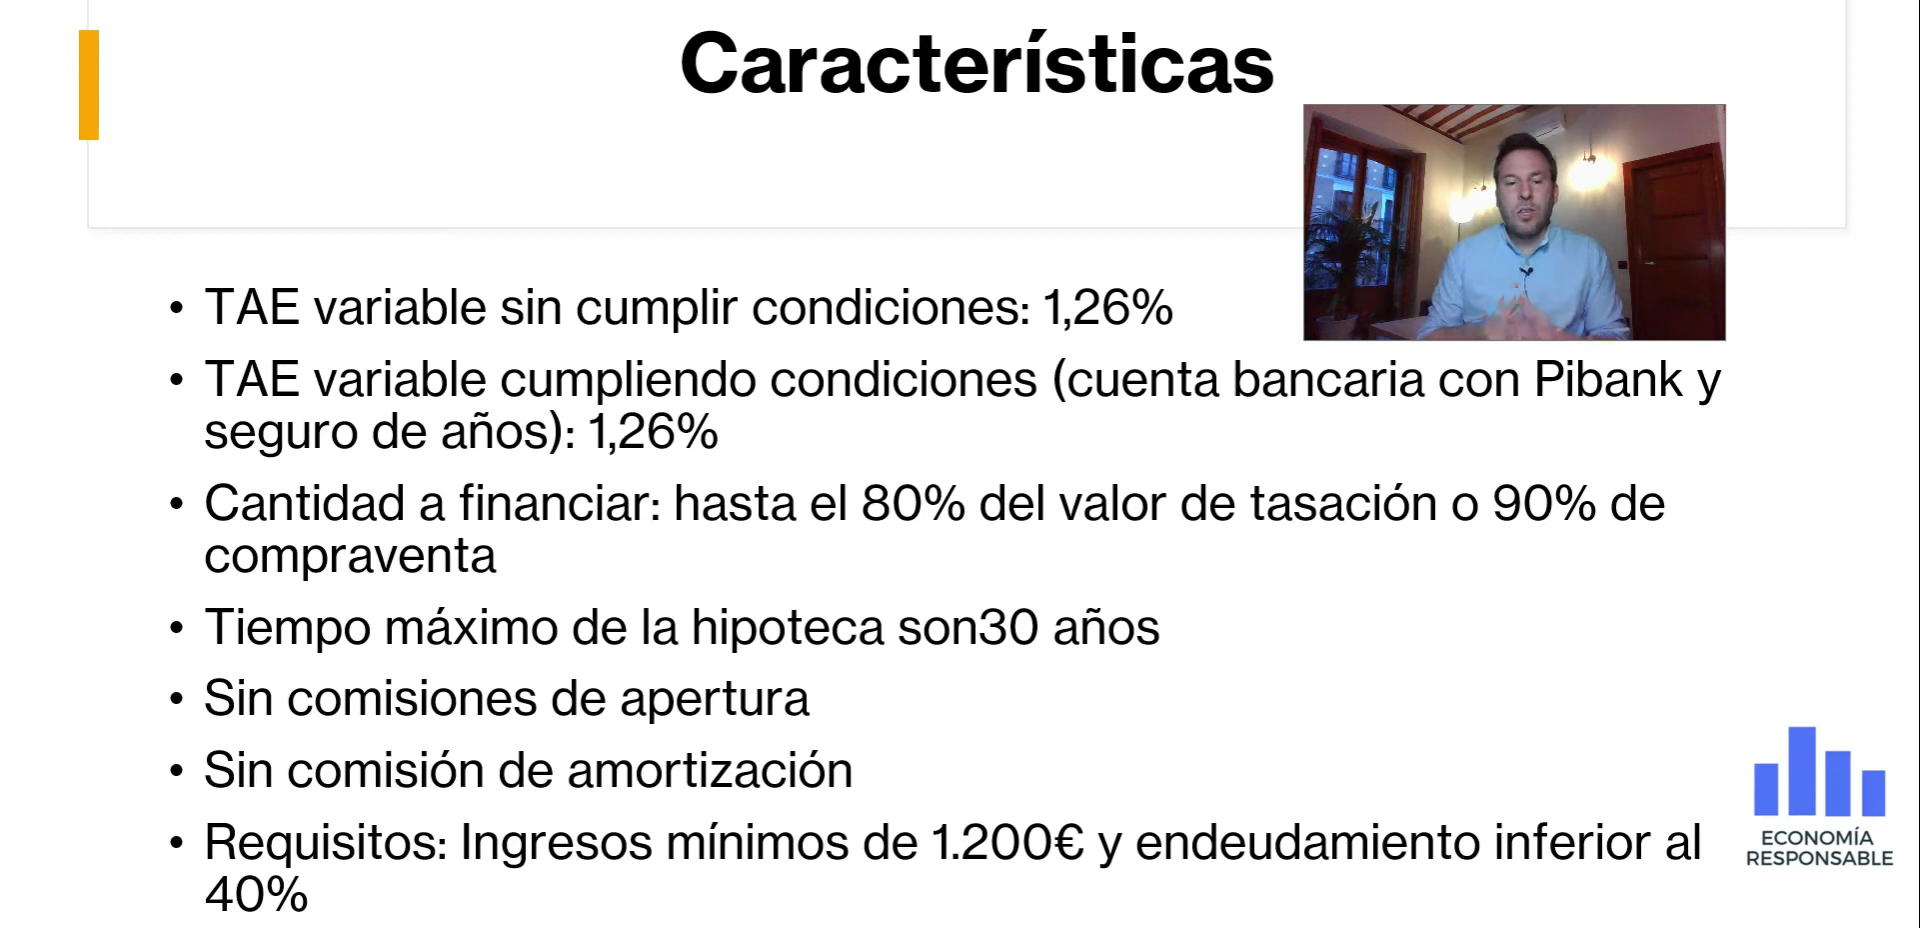 Características
• TAE variable sin cumplir condiciones: 1,26%
• TAE variable cumpliendo condiciones (cuenta bancaria con Pibank y
seguro de años): 1,26%
• Cantidad a financiar: hasta el 80% del valor de tasación o 90% de
compraventa
• Tiempo máximo de la hipoteca son30 años
• Sin comisiones de apertura
• Sin comisión de amortización
• Requisitos: Ingresos mínimos de 1.200€ y endeudamiento inferior al
40%
ECONOMÍA
RESPONSABLE